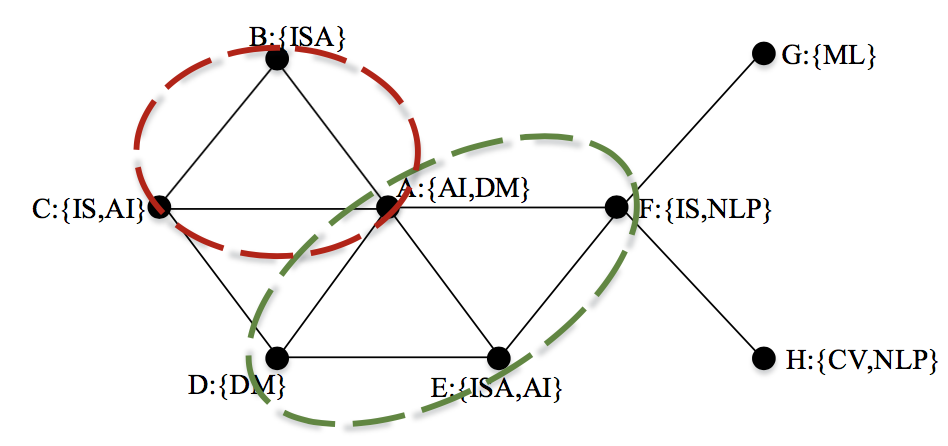 B:{ISA}
G:{ML}
A:{AI,DM}
C:{IS,AI}
F:{IS,NLP}
D:{DM}
E:{ISA,AI}
H:{CV,NLP}